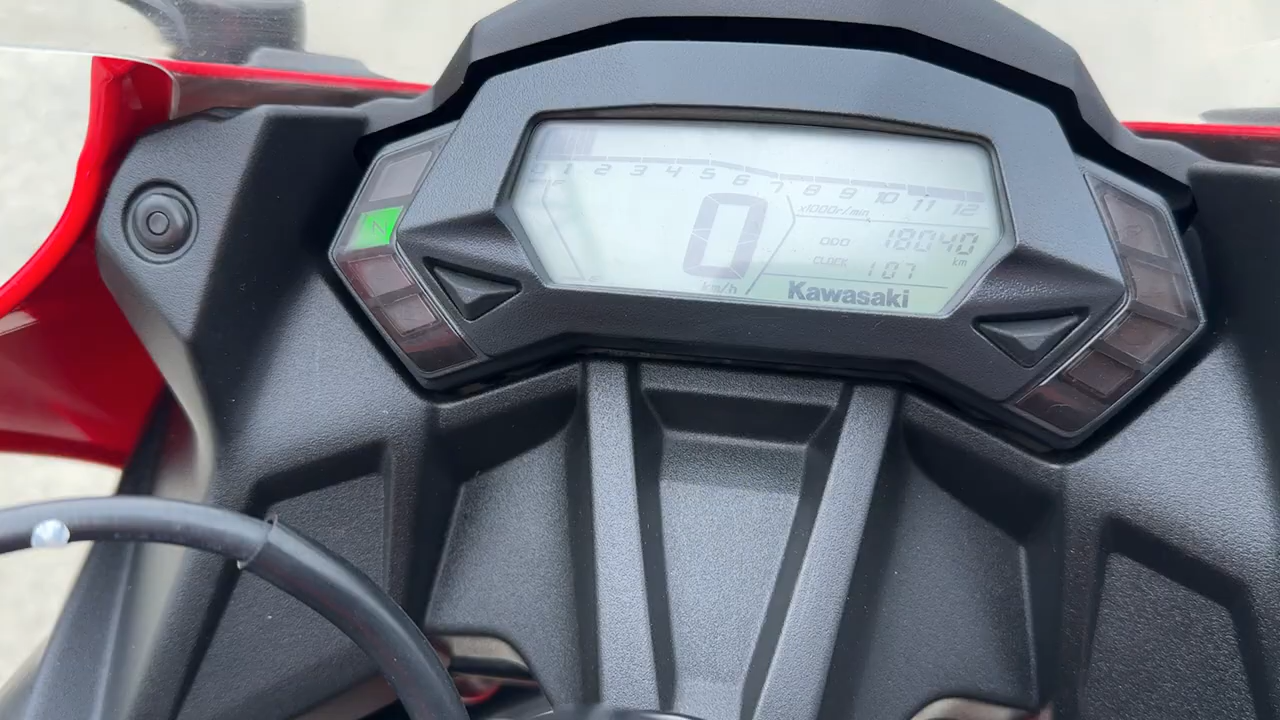 N
0 1 2 3 4 5 6 7 8 9 10 11 12
x1000r/min
0
km/h
ODO 18040
km
CLOCK 1 07
Kawasaki